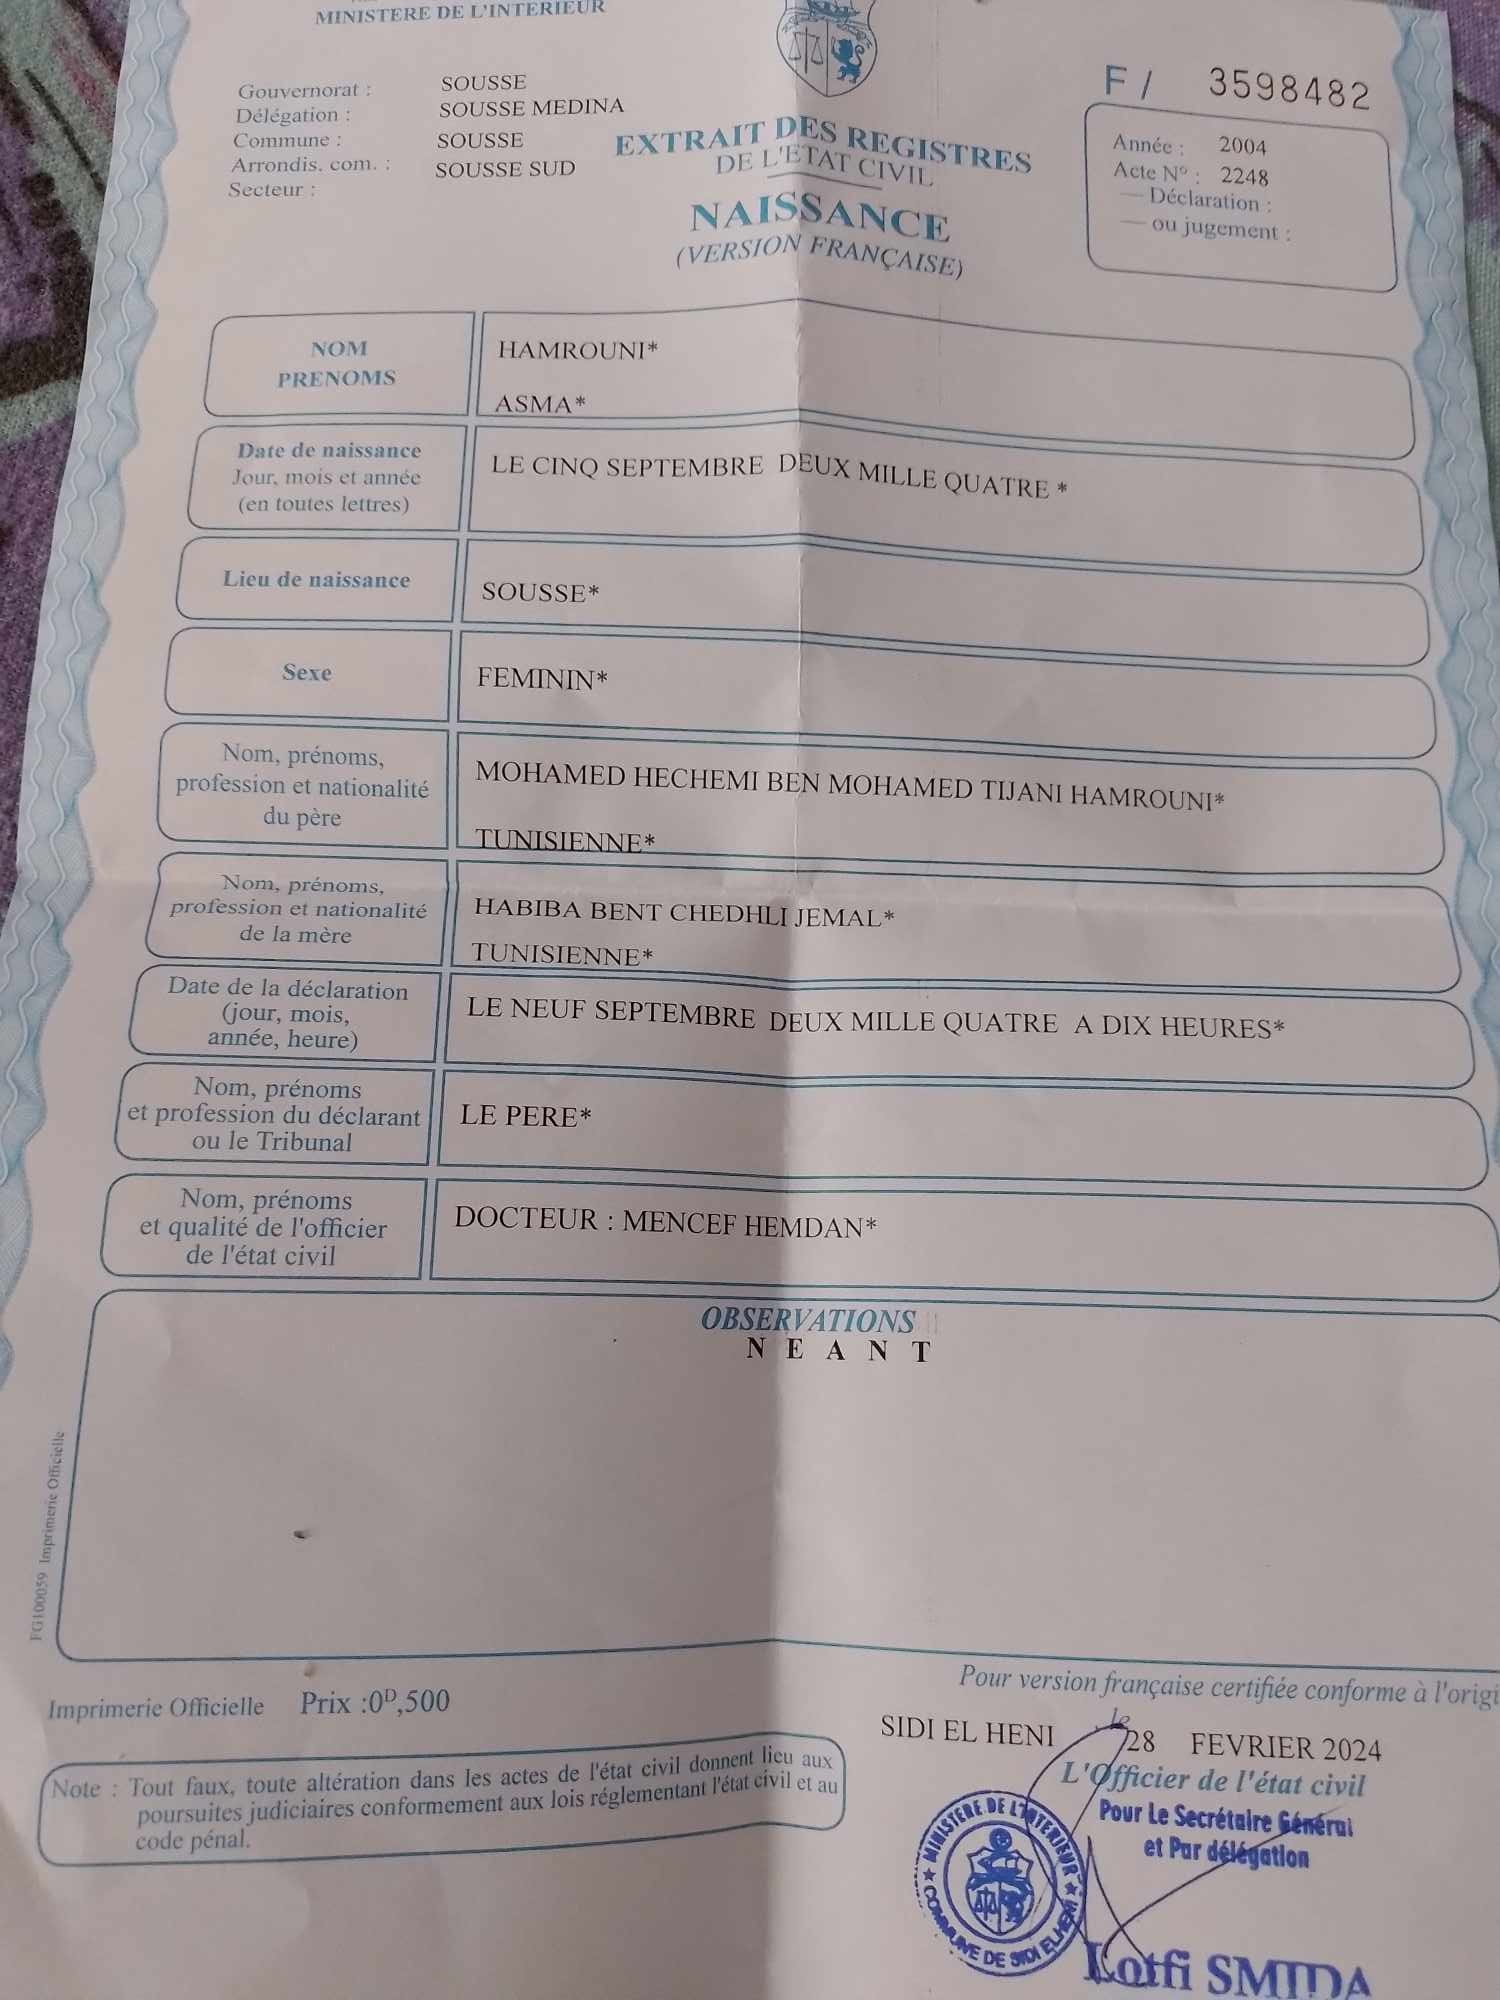 MINISTERE DE L'INTERIEUR
Gouvernorat : SOUSSE
Délégation : SOUSSE MEDINA
Commune : SOUSSE
Arrondis. com. : SOUSSE SUD
Secteur :
EXTRAIT DES REGISTRES
DE L'ETAT CIVIL
NAISSANCE
(VERSION FRANÇAISE)
F / 3598482
Année : 2004
Acte N° : 2248
— Déclaration :
— ou jugement :
NOM
PRENOMS
HAMROUNI*
ASMA*
Date de naissance
Jour, mois et année
(en toutes lettres)
LE CINQ SEPTEMBRE DEUX MILLE QUATRE *
Lieu de naissance
SOUSSE*
Sexe
FEMININ*
Nom, prénoms,
profession et nationalité
du père
MOHAMED HECHEMI BEN MOHAMED TIJANI HAMROUNI*
TUNISIENNE*
Nom, prénoms,
profession et nationalité
de la mère
HABIBA BENT CHEDHLI JEMAL*
TUNISIENNE*
Date de la déclaration
(jour, mois,
année, heure)
LE NEUF SEPTEMBRE DEUX MILLE QUATRE A DIX HEURES*
Nom, prénoms
et profession du déclarant
ou le Tribunal
LE PERE*
Nom, prénoms
et qualité de l'officier
de l'état civil
DOCTEUR : MENCEF HEMDAN*
OBSERVATIONS
N E A N T
FG100059 Imprimerie Officielle
Imprimerie Officielle Prix :0ᴰ,500
Note : Tout faux, toute altération dans les actes de l'état civil donnent lieu aux
poursuites judiciaires conformement aux lois réglementant l'état civil et au
code pénal.
Pour version française certifiée conforme à l'origi
SIDI EL HENI , le 28 FEVRIER 2024
L'Officier de l'état civil
Pour Le Secrétaire Général
et Par délégation
MINISTERE DE L'INTERIEUR
COMMUNE DE SIDI ELHENI
Lotfi SMIDA